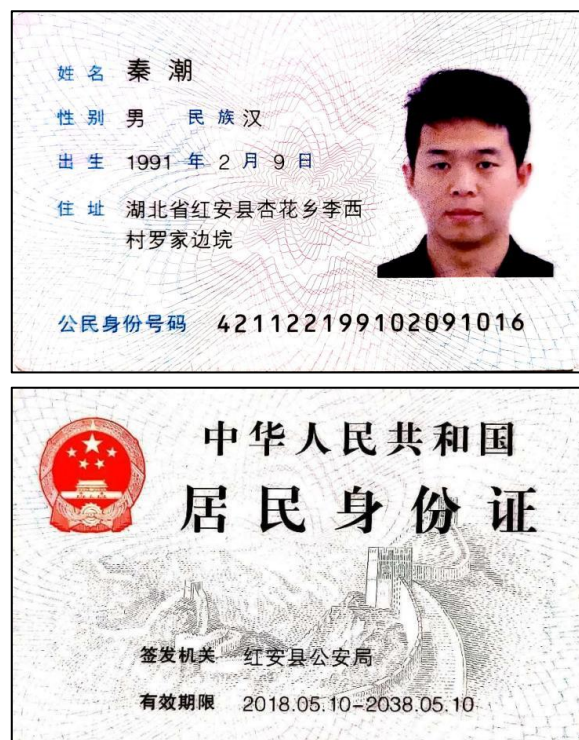 姓名 秦潮
性别 男 民族 汉
出生 1991 年 2 月 9 日
住址 湖北省红安县杏花乡李西
村罗家边垸
公民身份号码 421122199102091016
中华人民共和国
居民身份证
签发机关 红安县公安局
有效期限 2018.05.10-2038.05.10